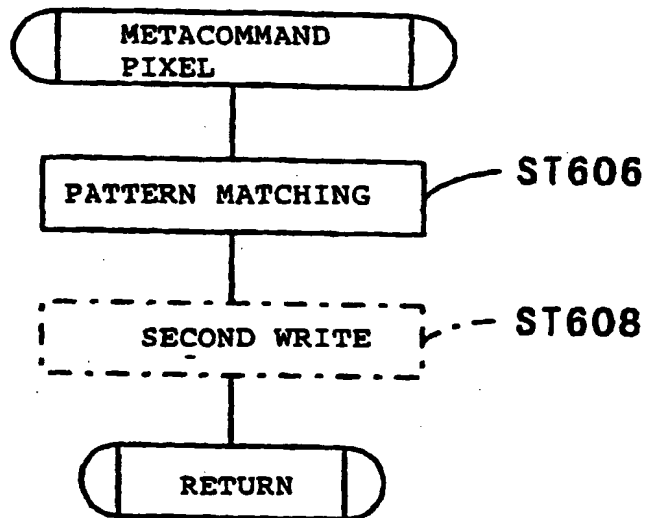 METACOMMAND
PIXEL
PATTERN MATCHING
ST606
SECOND WRITE
ST608
RETURN